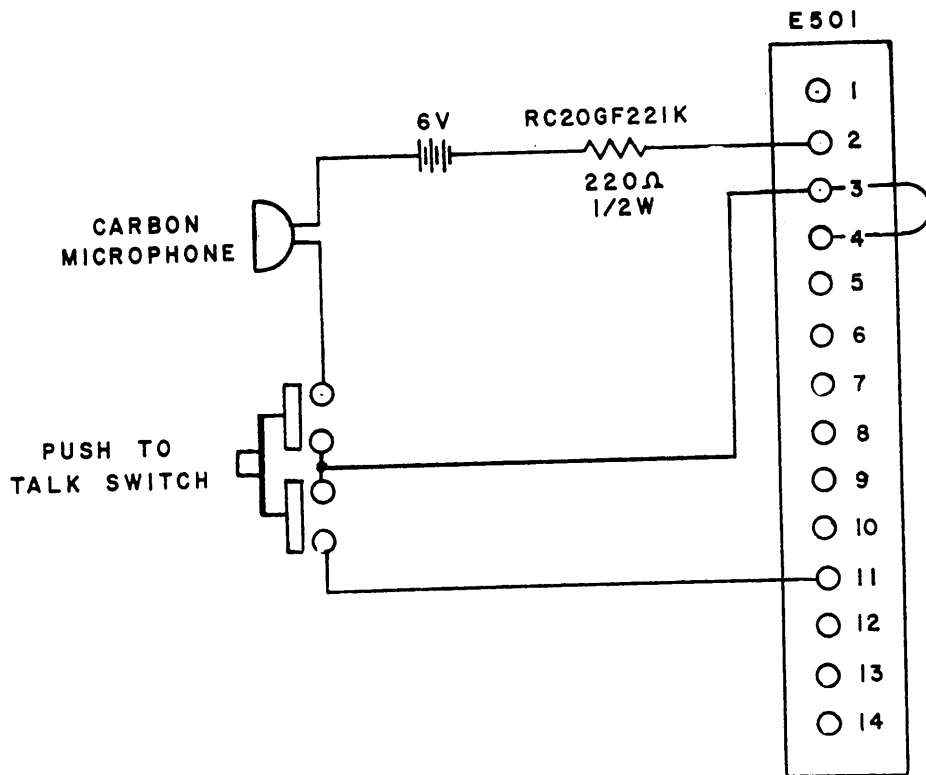 E501
6V
RC20GF221K
220Ω
1/2W
CARBON
MICROPHONE
PUSH TO
TALK SWITCH
1
2
3
4
5
6
7
8
9
10
11
12
13
14